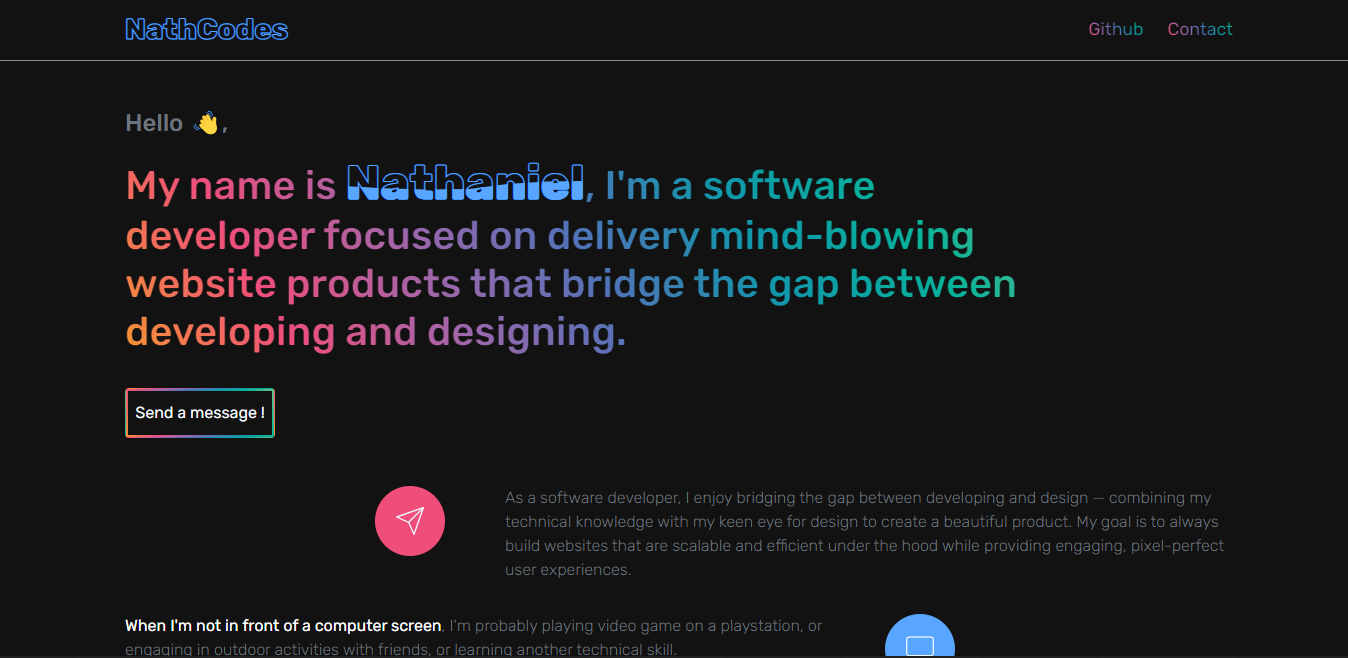 NathCodes
Github Contact
Hello 👋,
My name is Nathaniel, I'm a software
developer focused on delivery mind-blowing
website products that bridge the gap between
developing and designing.
Send a message !
As a software developer, I enjoy bridging the gap between developing and design — combining my
technical knowledge with my keen eye for design to create a beautiful product. My goal is to always
build websites that are scalable and efficient under the hood while providing engaging, pixel-perfect
user experiences.
When I'm not in front of a computer screen, I'm probably playing video game on a playstation, or
engaging in outdoor activities with friends, or learning another technical skill.